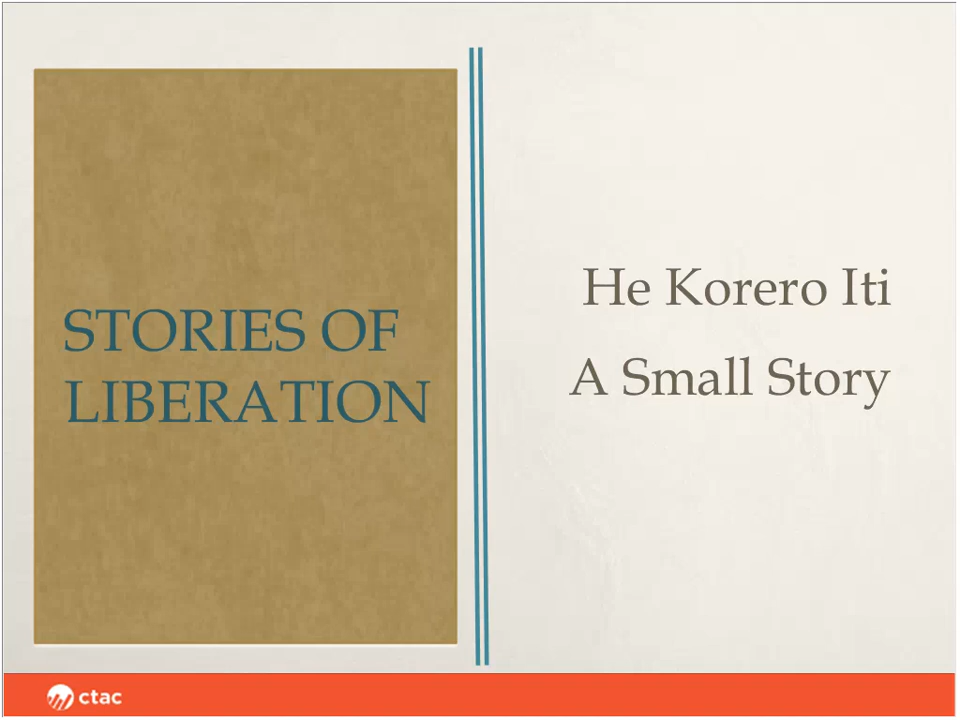 STORIES OF
LIBERATION
He Korero Iti
A Small Story
ctac